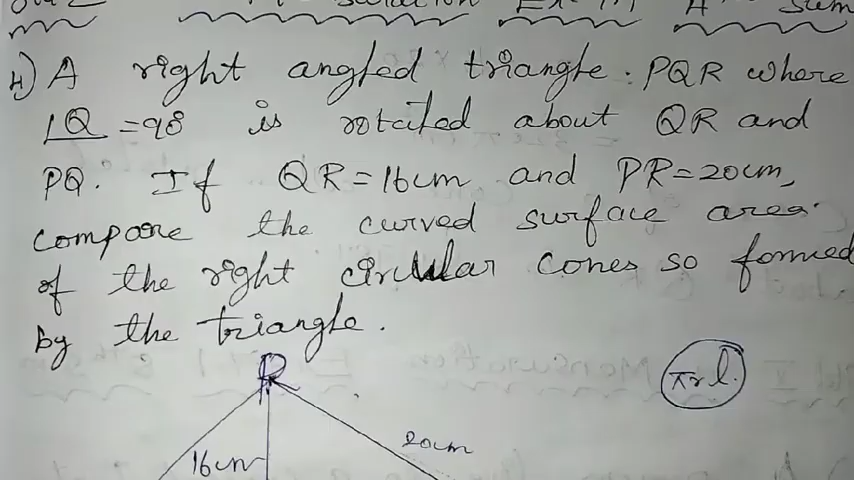 4) A right angled triangle. PQR where
∠Q = 90 is rotated about QR and
PQ. If QR=16cm and PR=20cm,
compare the curved surface area
of the right circular cones so formed
by the triangle.
πrl.
20cm
16cm